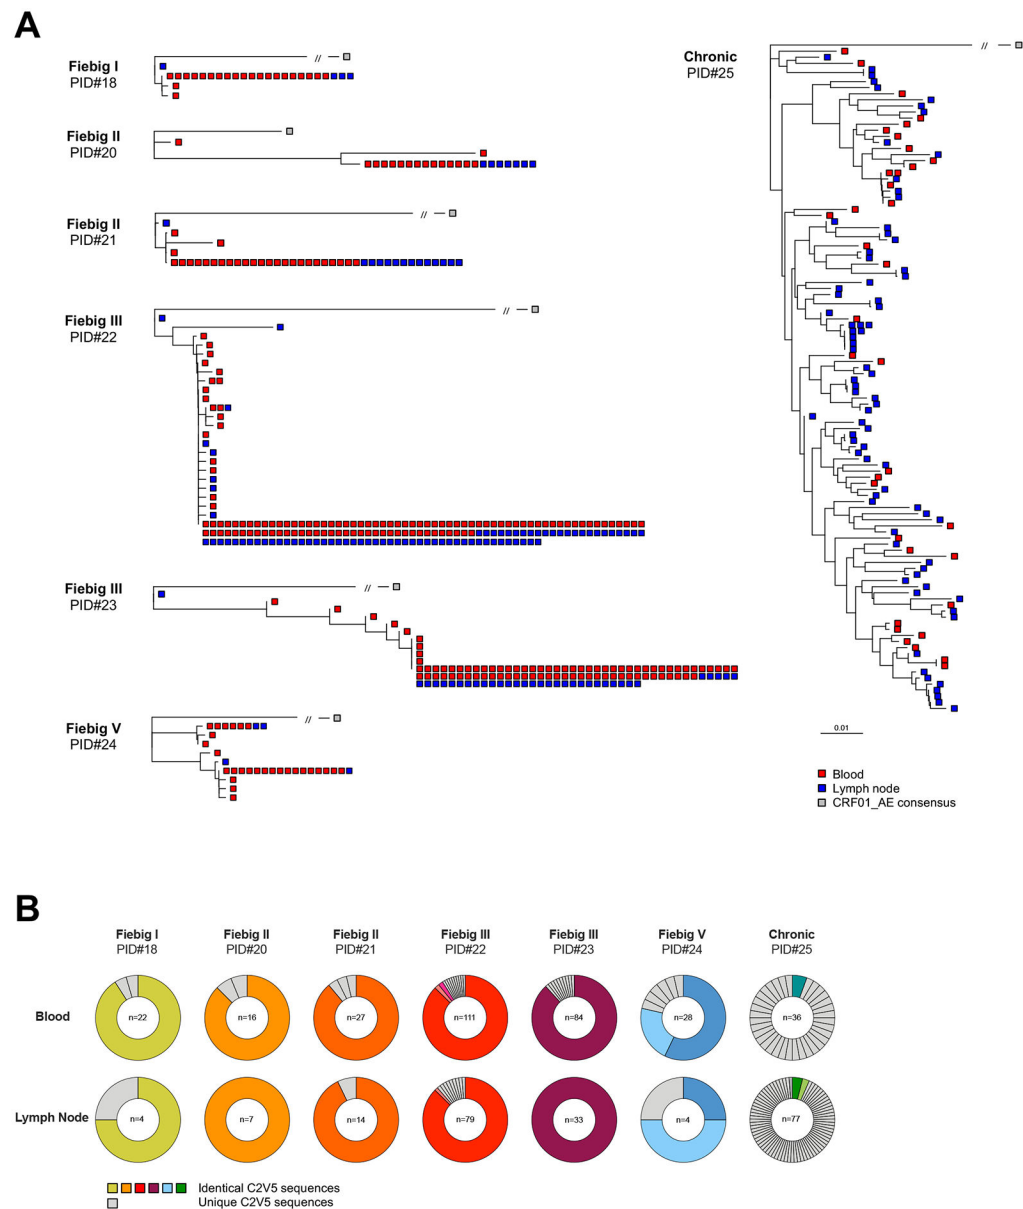 A
Fiebig I
PID#18
//
Fiebig II
PID#20
Fiebig II
PID#21
//
Fiebig III
PID#22
//
Fiebig III
PID#23
//
Fiebig V
PID#24
//
Chronic
PID#25
//
0.01
Blood
Lymph node
CRF01_AE consensus
B
Fiebig I Fiebig II Fiebig II Fiebig III Fiebig III Fiebig V Chronic
PID#18 PID#20 PID#21 PID#22 PID#23 PID#24 PID#25
Blood n=22 n=16 n=27 n=111 n=84 n=28 n=36
Lymph Node n=4 n=7 n=14 n=79 n=33 n=4 n=77
Identical C2V5 sequences
Unique C2V5 sequences